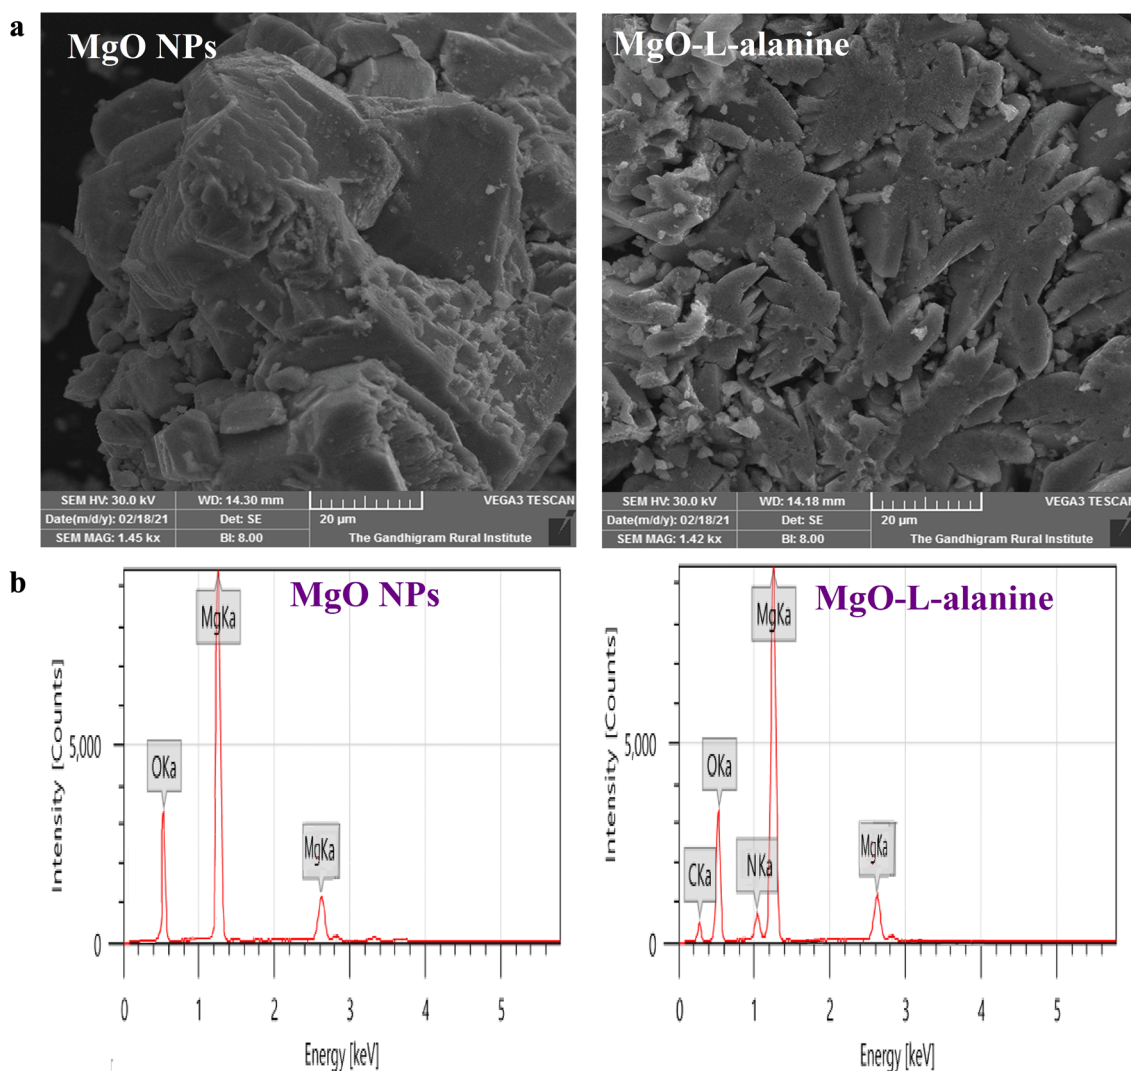 a
MgO NPs
MgO-L-alanine
SEM HV: 30.0 kV
WD: 14.30 mm
VEGA3 TESCAN
Date(m/d/y): 02/18/21
Det: SE
20 µm
SEM MAG: 1.45 kx
BI: 8.00
The Gandhigram Rural Institute
SEM HV: 30.0 kV
WD: 14.18 mm
VEGA3 TESCAN
Date(m/d/y): 02/18/21
Det: SE
20 µm
SEM MAG: 1.42 kx
BI: 8.00
The Gandhigram Rural Institute
b
MgO NPs
Intensity [Counts]
5,000
0
OKa
MgKa
MgKa
0 1 2 3 4 5
Energy [keV]
MgO-L-alanine
Intensity [Counts]
5,000
0
CKa
OKa
NKa
MgKa
MgKa
0 1 2 3 4 5
Energy [keV]